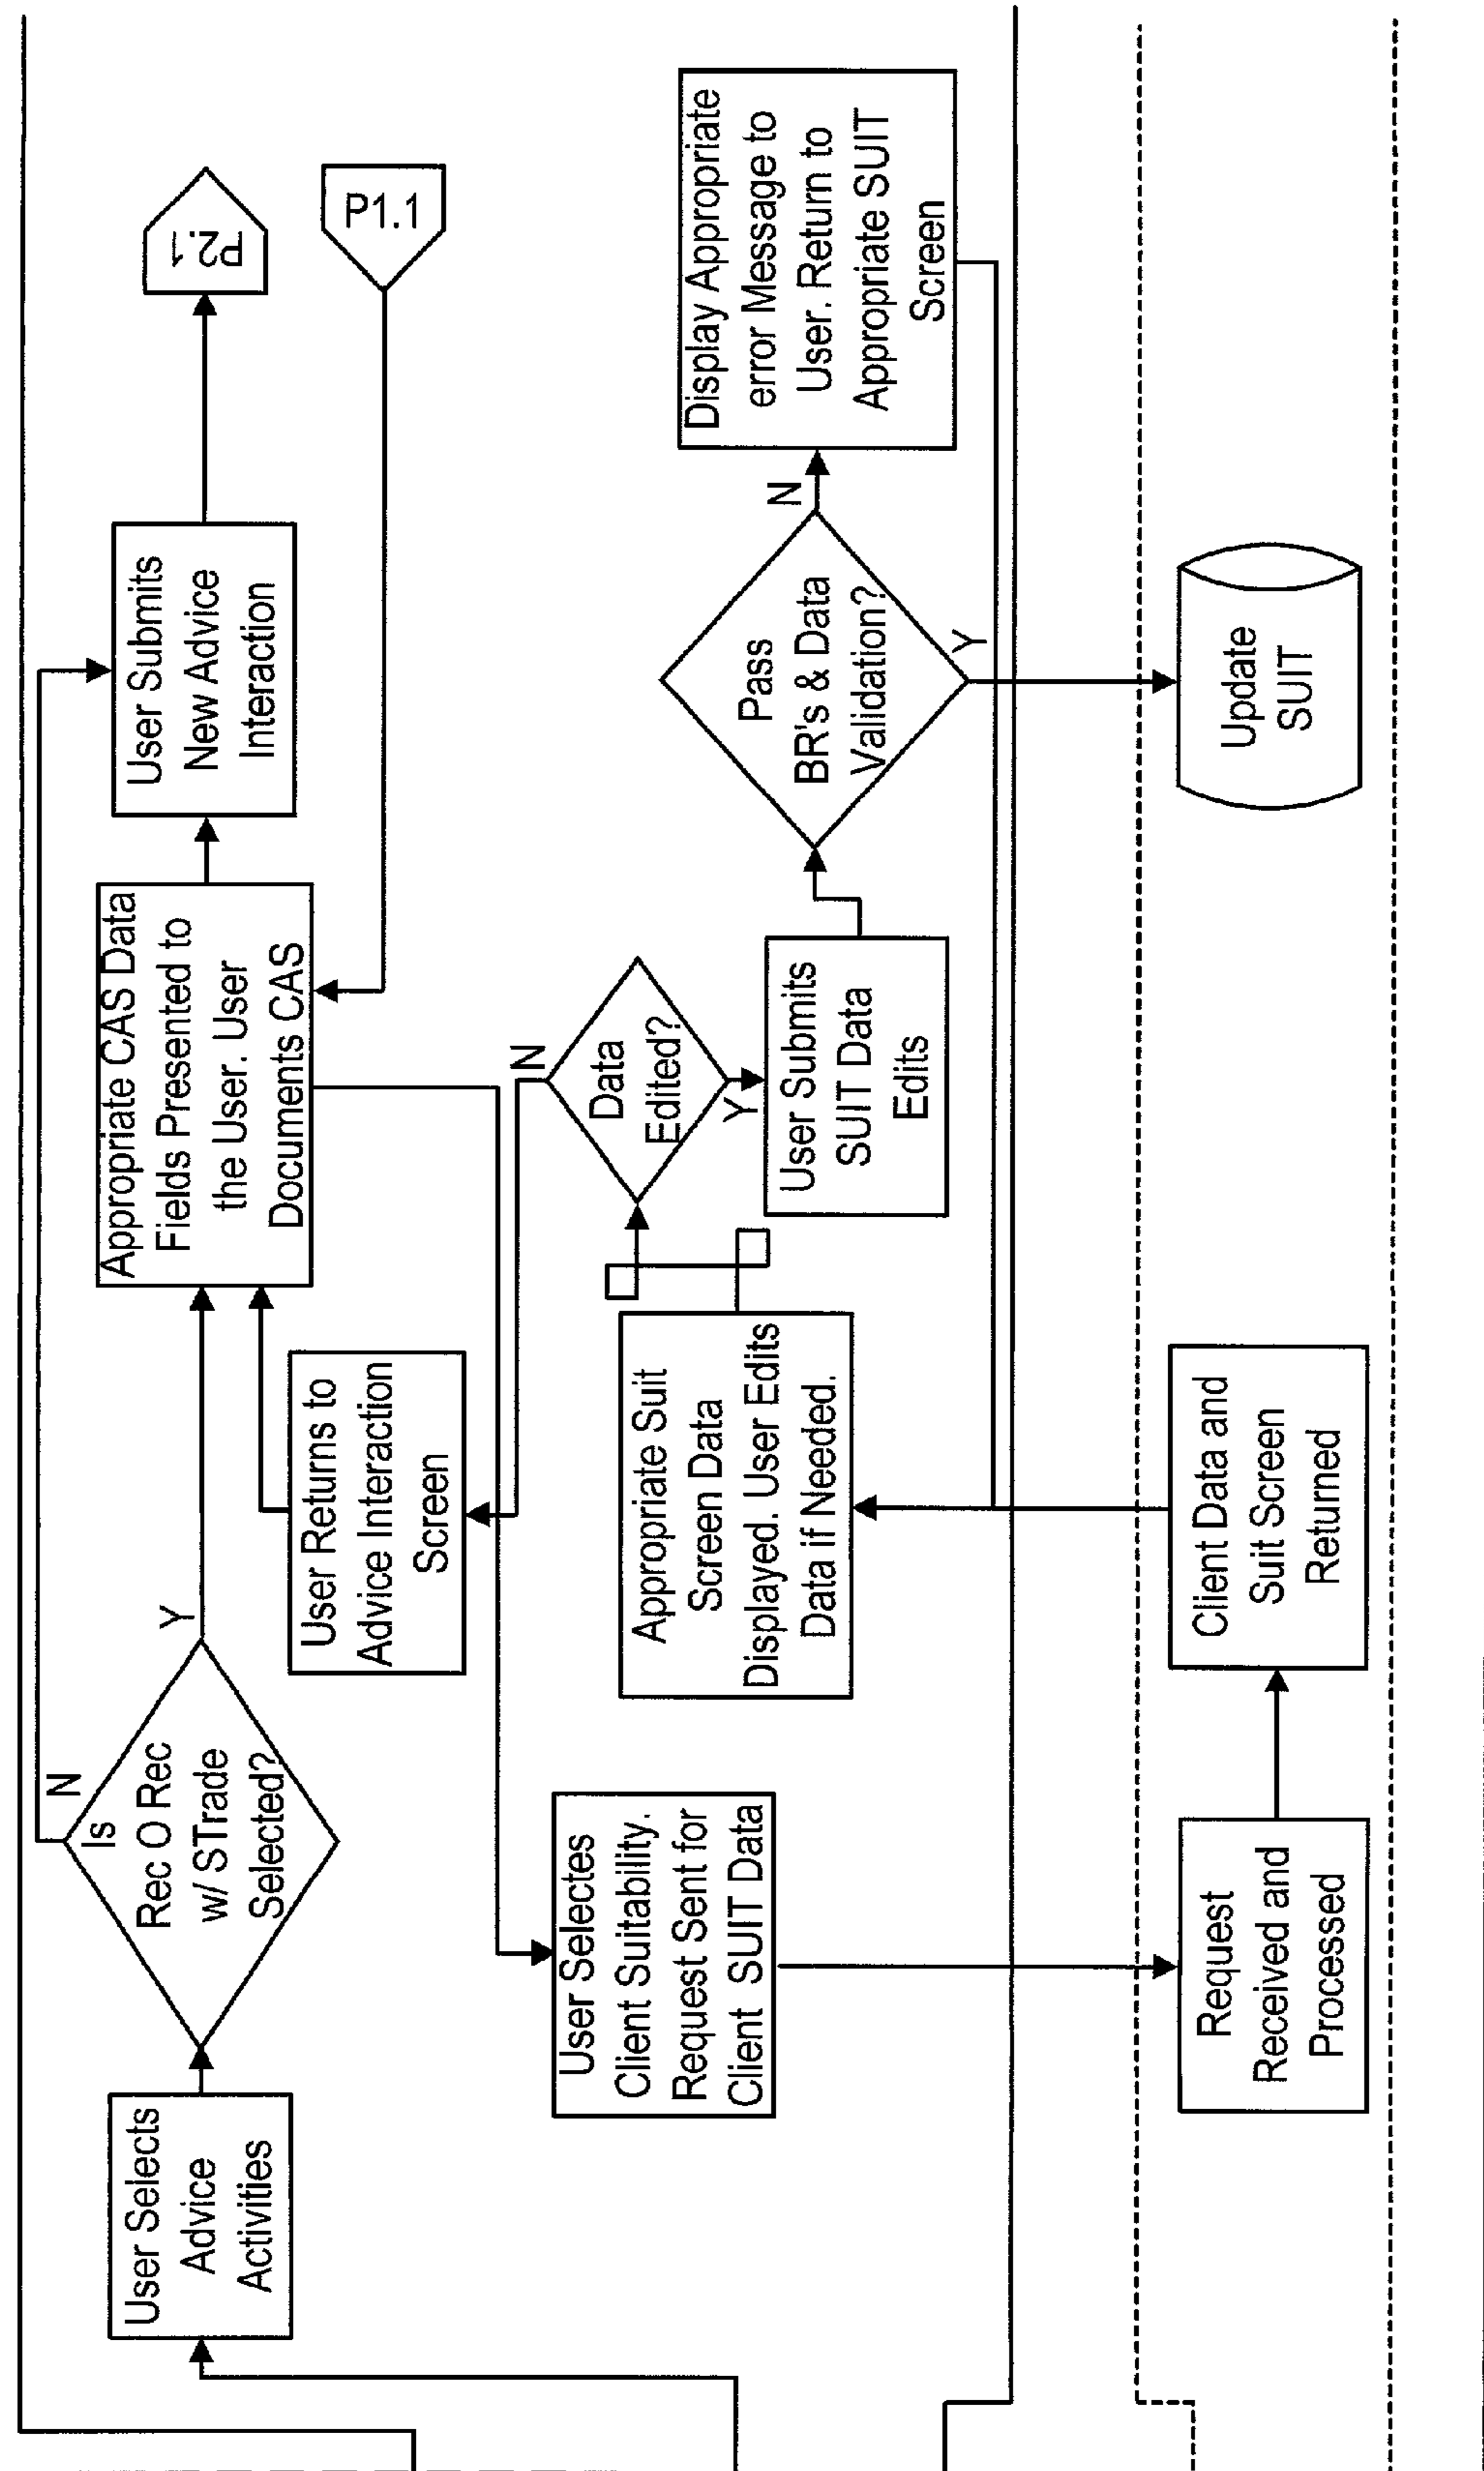 User Selects
Advice
Activities
N
Is
Rec O Rec
w/ STrade
Selected?
Y
Appropriate CAS Data
Fields Presented to
the User. User
Documents CAS
User Submits
New Advice
Interaction
P2.1
P1.1
User Returns to
Advice Interaction
Screen
User Selectes
Client Suitability.
Request Sent for
Client SUIT Data
Appropriate Suit
Screen Data
Displayed. User Edits
Data if Needed.
N
Data
Edited?
Y
User Submits
SUIT Data
Edits
Pass
BR's & Data
Validation?
N
Y
Display Appropriate
error Message to
User. Return to
Appropriate SUIT
Screen
Request
Received and
Processed
Client Data and
Suit Screen
Returned
Update
SUIT